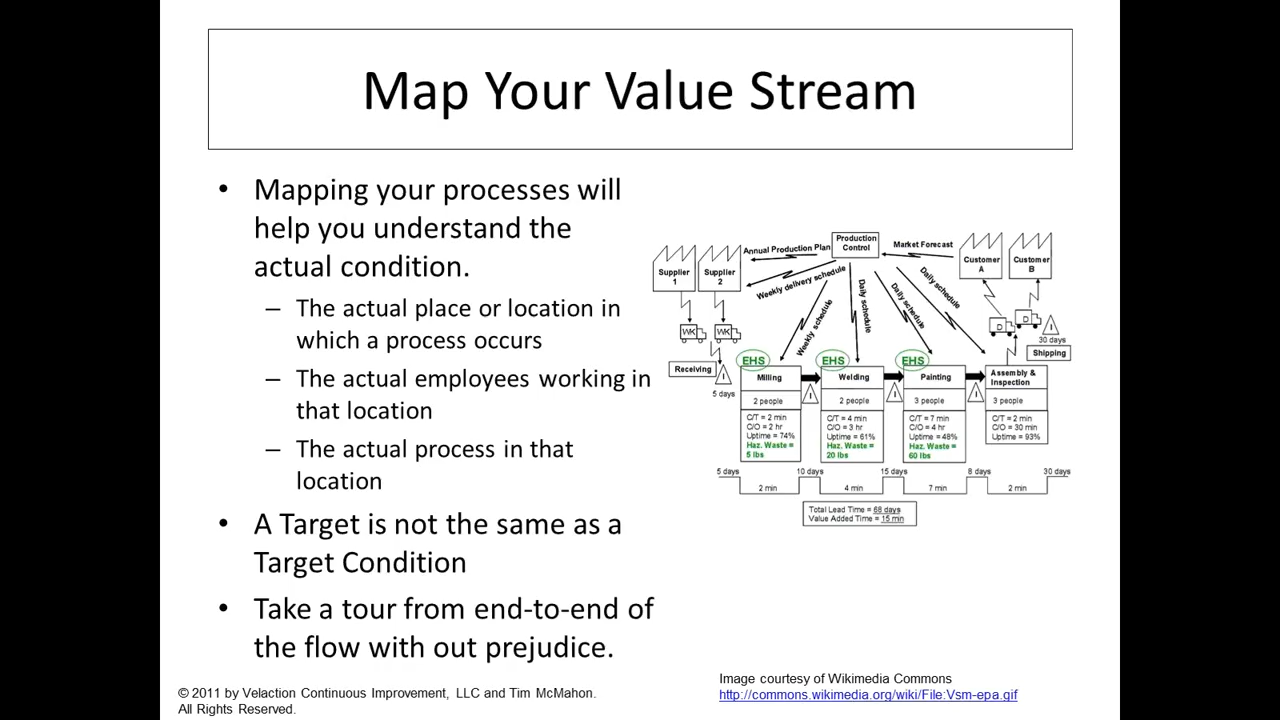 Map Your Value Stream
• Mapping your processes will
help you understand the
actual condition.
– The actual place or location in
which a process occurs
– The actual employees working in
that location
– The actual process in that
location
• A Target is not the same as a
Target Condition
• Take a tour from end-to-end of
the flow with out prejudice.
Production
Control
Annual Production Plan
Market Forecast
Supplier
1
Supplier
2
Customer
A
Customer
B
Weekly delivery schedule
Weekly schedule
Daily schedule
Daily schedule
Daily schedule
WK
WK
D
D
I
30 days
Shipping
Receiving
I
5 days
EHS
Milling
2 people
C/T = 2 min
C/O = 2 hr
Uptime = 74%
Haz. Waste =
5 lbs
I
EHS
Welding
2 people
C/T = 4 min
C/O = 3 hr
Uptime = 61%
Haz. Waste =
20 lbs
I
EHS
Painting
3 people
C/T = 7 min
C/O = 4 hr
Uptime = 48%
Haz. Waste =
60 lbs
I
Assembly &
Inspection
3 people
C/T = 2 min
C/O = 30 min
Uptime = 93%
5 days
10 days
15 days
8 days
30 days
2 min
4 min
7 min
2 min
Total Lead Time = 68 days
Value Added Time = 15 min
Image courtesy of Wikimedia Commons
http://commons.wikimedia.org/wiki/File:Vsm-epa.gif
© 2011 by Velaction Continuous Improvement, LLC and Tim McMahon.
All Rights Reserved.